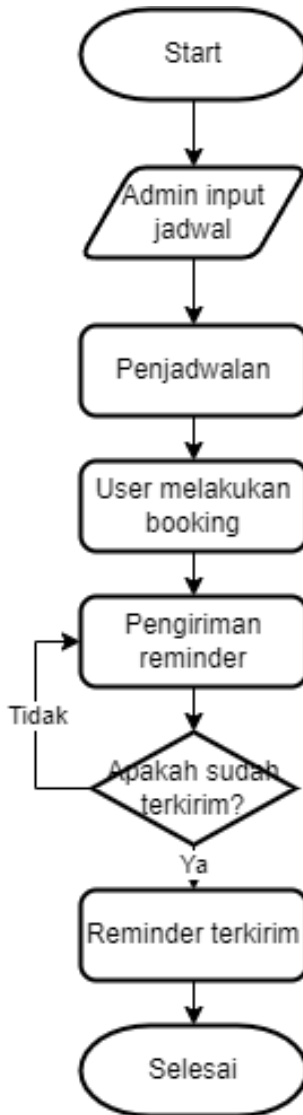 Start
Admin input
jadwal
Penjadwalan
User melakukan
booking
Pengiriman
reminder
Tidak
Apakah sudah
terkirim?
Ya
Reminder terkirim
Selesai